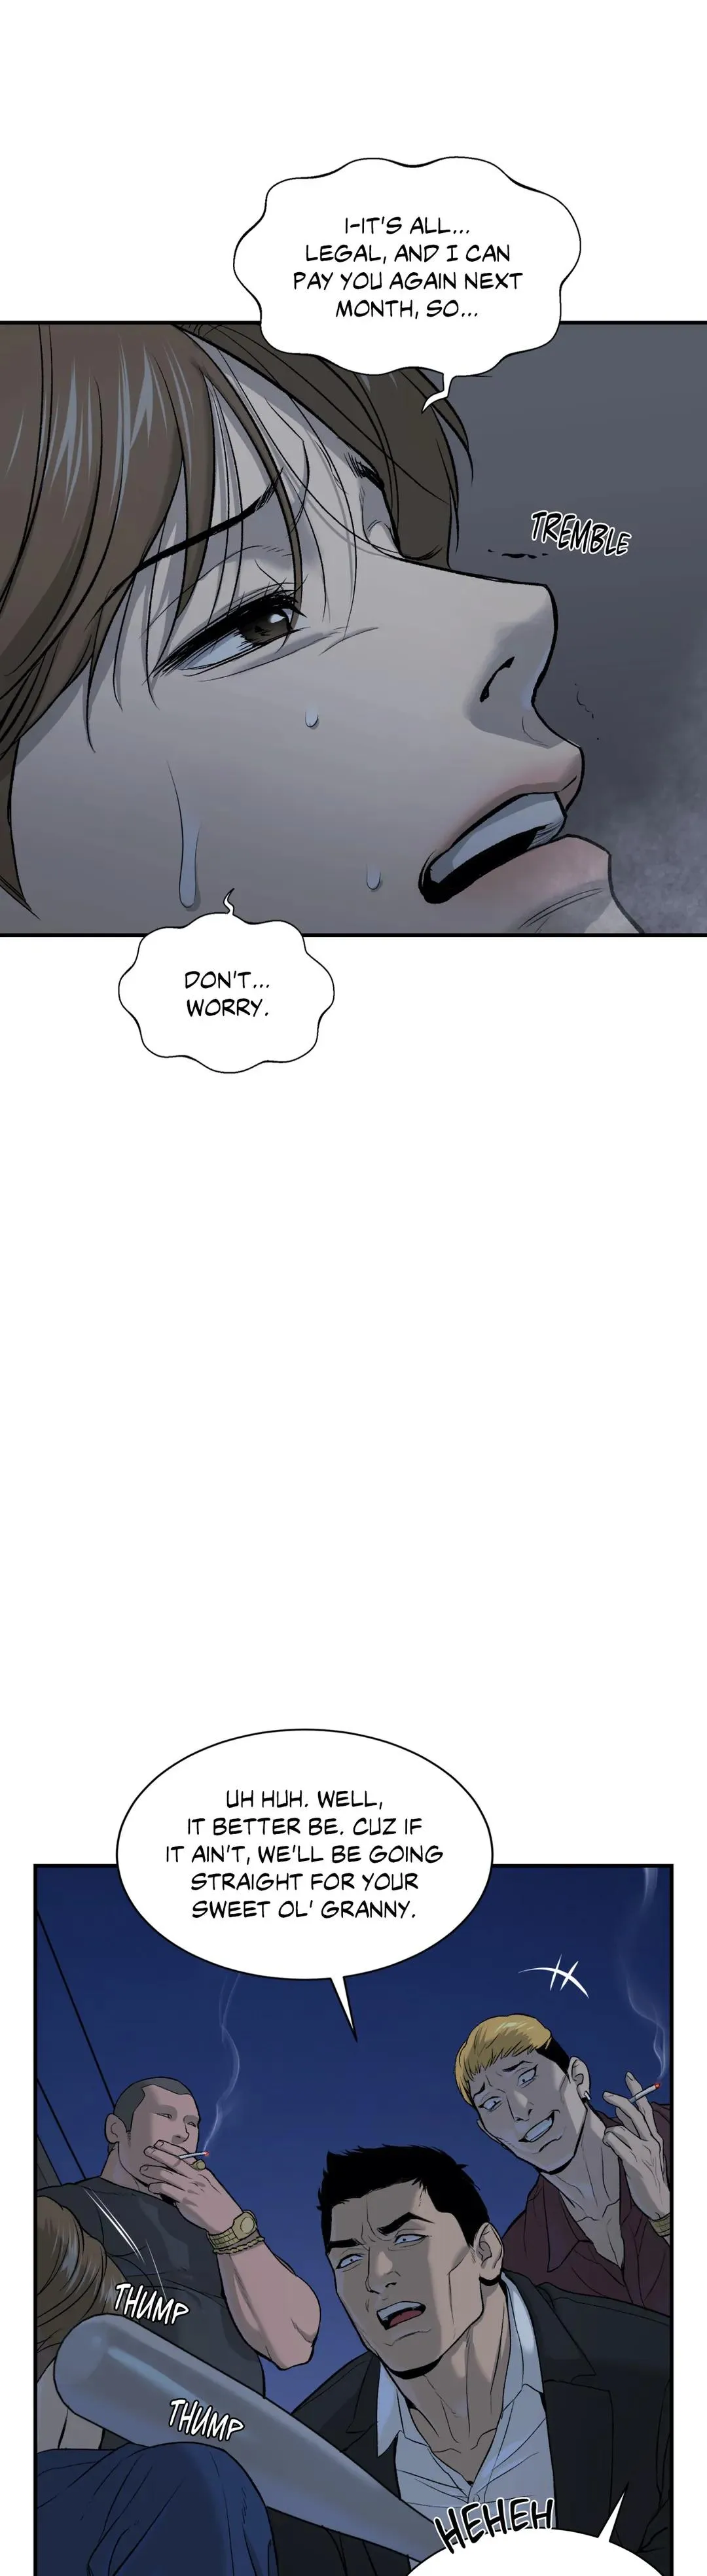 I-IT'S ALL...
LEGAL, AND I CAN
PAY YOU AGAIN NEXT
MONTH, SO...
TREMBLE
DON'T...
WORRY.
UH HUH. WELL,
IT BETTER BE. CUZ IF
IT AIN'T, WE'LL BE GOING
STRAIGHT FOR YOUR
SWEET OL' GRANNY.
THUMP
THUMP
HEHEH